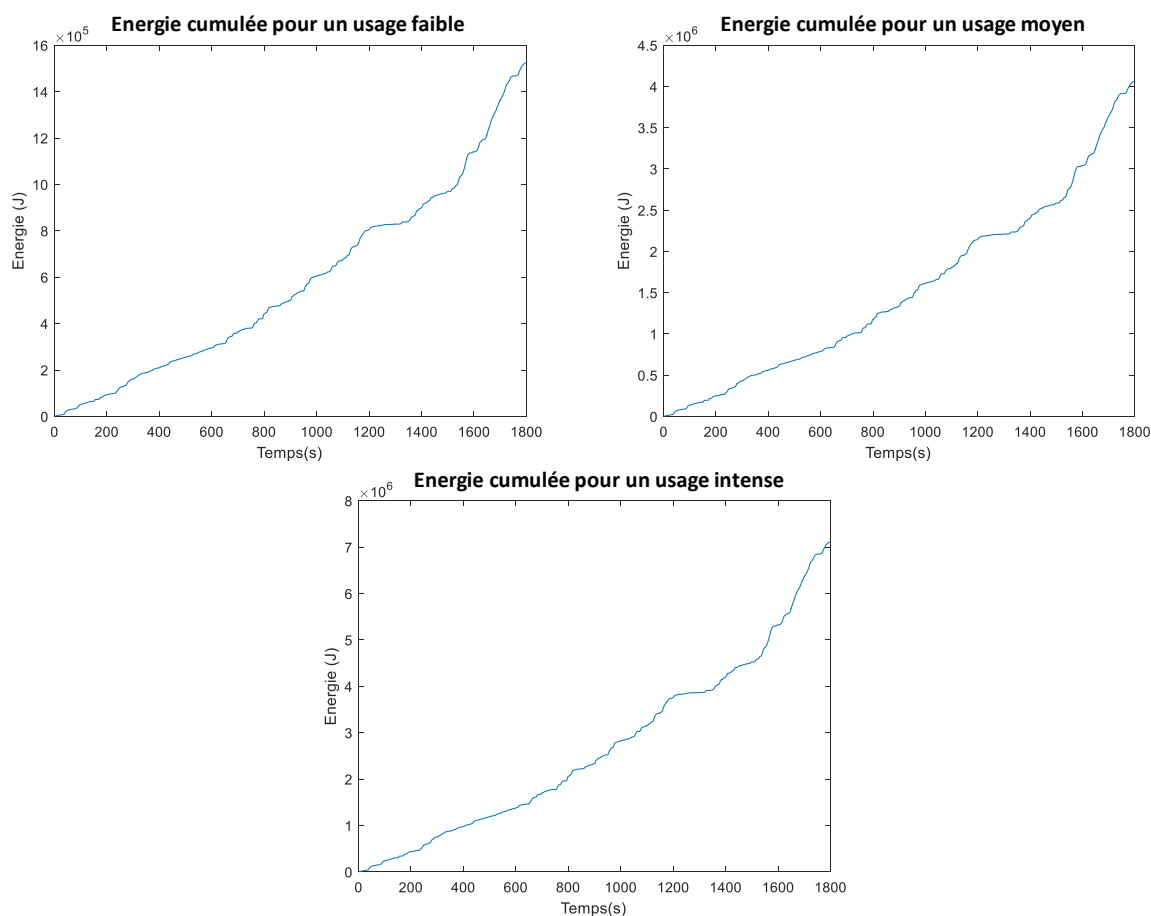 Energie cumulée pour un usage faible
×10^5
16
14
12
10
8
6
4
2
0
Energie (J)
0 200 400 600 800 1000 1200 1400 1600 1800
Temps(s)
Energie cumulée pour un usage moyen
×10^6
4.5
4
3.5
3
2.5
2
1.5
1
0.5
0
Energie (J)
0 200 400 600 800 1000 1200 1400 1600 1800
Temps(s)
Energie cumulée pour un usage intense
×10^6
8
7
6
5
4
3
2
1
0
Energie (J)
0 200 400 600 800 1000 1200 1400 1600 1800
Temps(s)